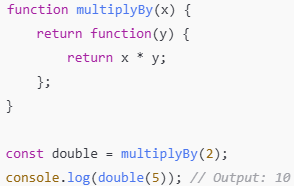 function multiplyBy(x) {
    return function(y) {
        return x * y;
    };
}

const double = multiplyBy(2);
console.log(double(5)); // Output: 10